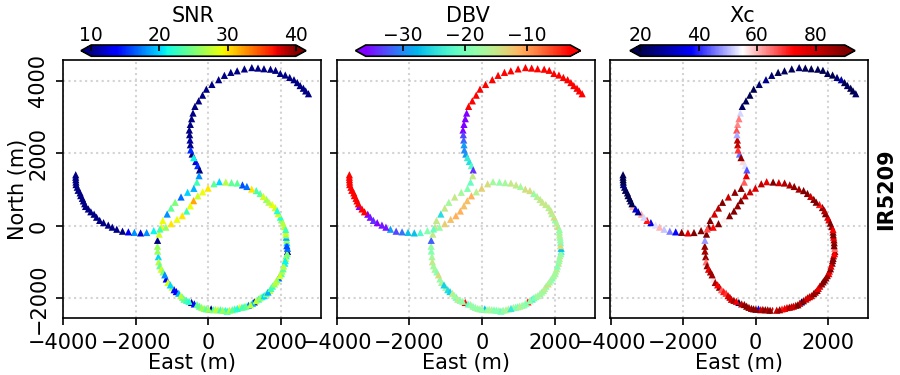 SNR DBV Xc
10 20 30 40 −30 −20 −10 20 40 60 80
4000
2000
0
−2000
North (m)
−4000 −2000 0 2000 −4000 −2000 0 2000 −4000 −2000 0 2000
East (m) East (m) East (m)
IR5209